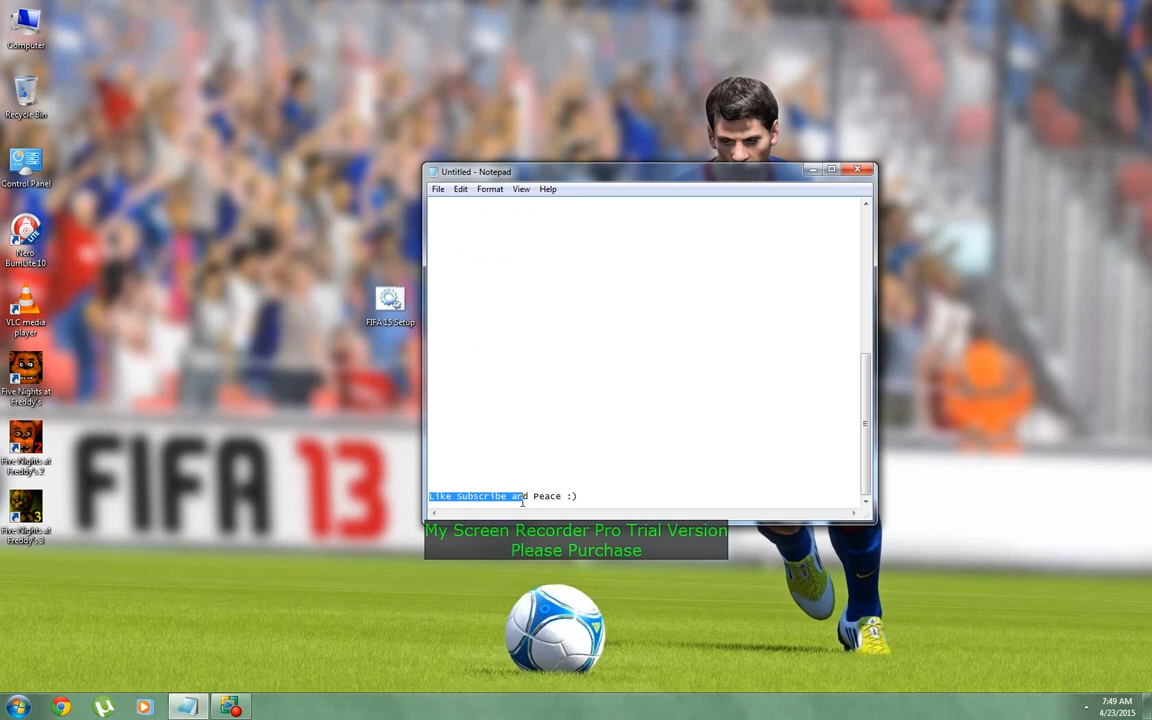 Computer
Recycle Bin
Control Panel
Nero
BurnLite 10
VLC media
player
Five Nights at
Freddy's
Five Nights at
Freddy's 2
2
Five Nights at
Freddy's 3
3
FIFA 15 Setup
Untitled - Notepad
File Edit Format View Help
Like Subscribe and Peace :)
My Screen Recorder Pro Trial Version
Please Purchase
FIFA 13
7:49 AM
4/23/2015